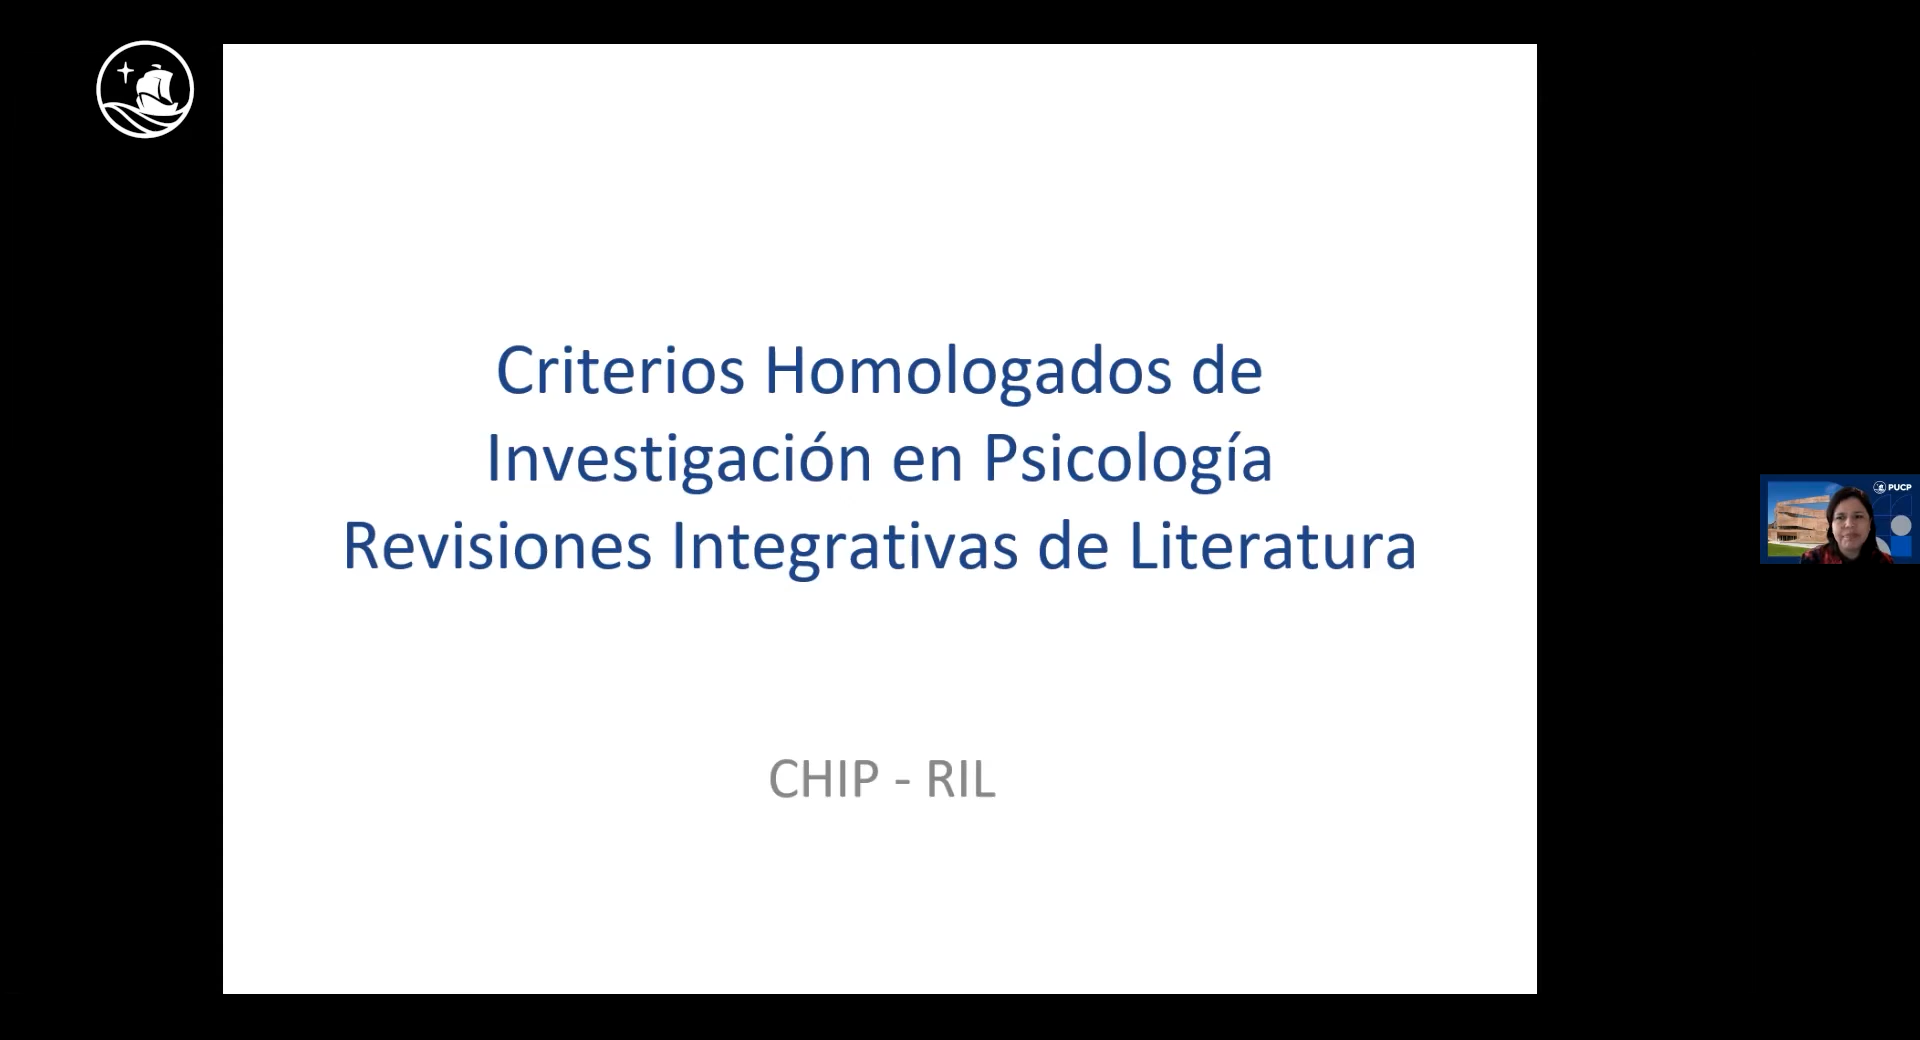 Criterios Homologados de
Investigación en Psicología
Revisiones Integrativas de Literatura
CHIP - RIL
PUCP